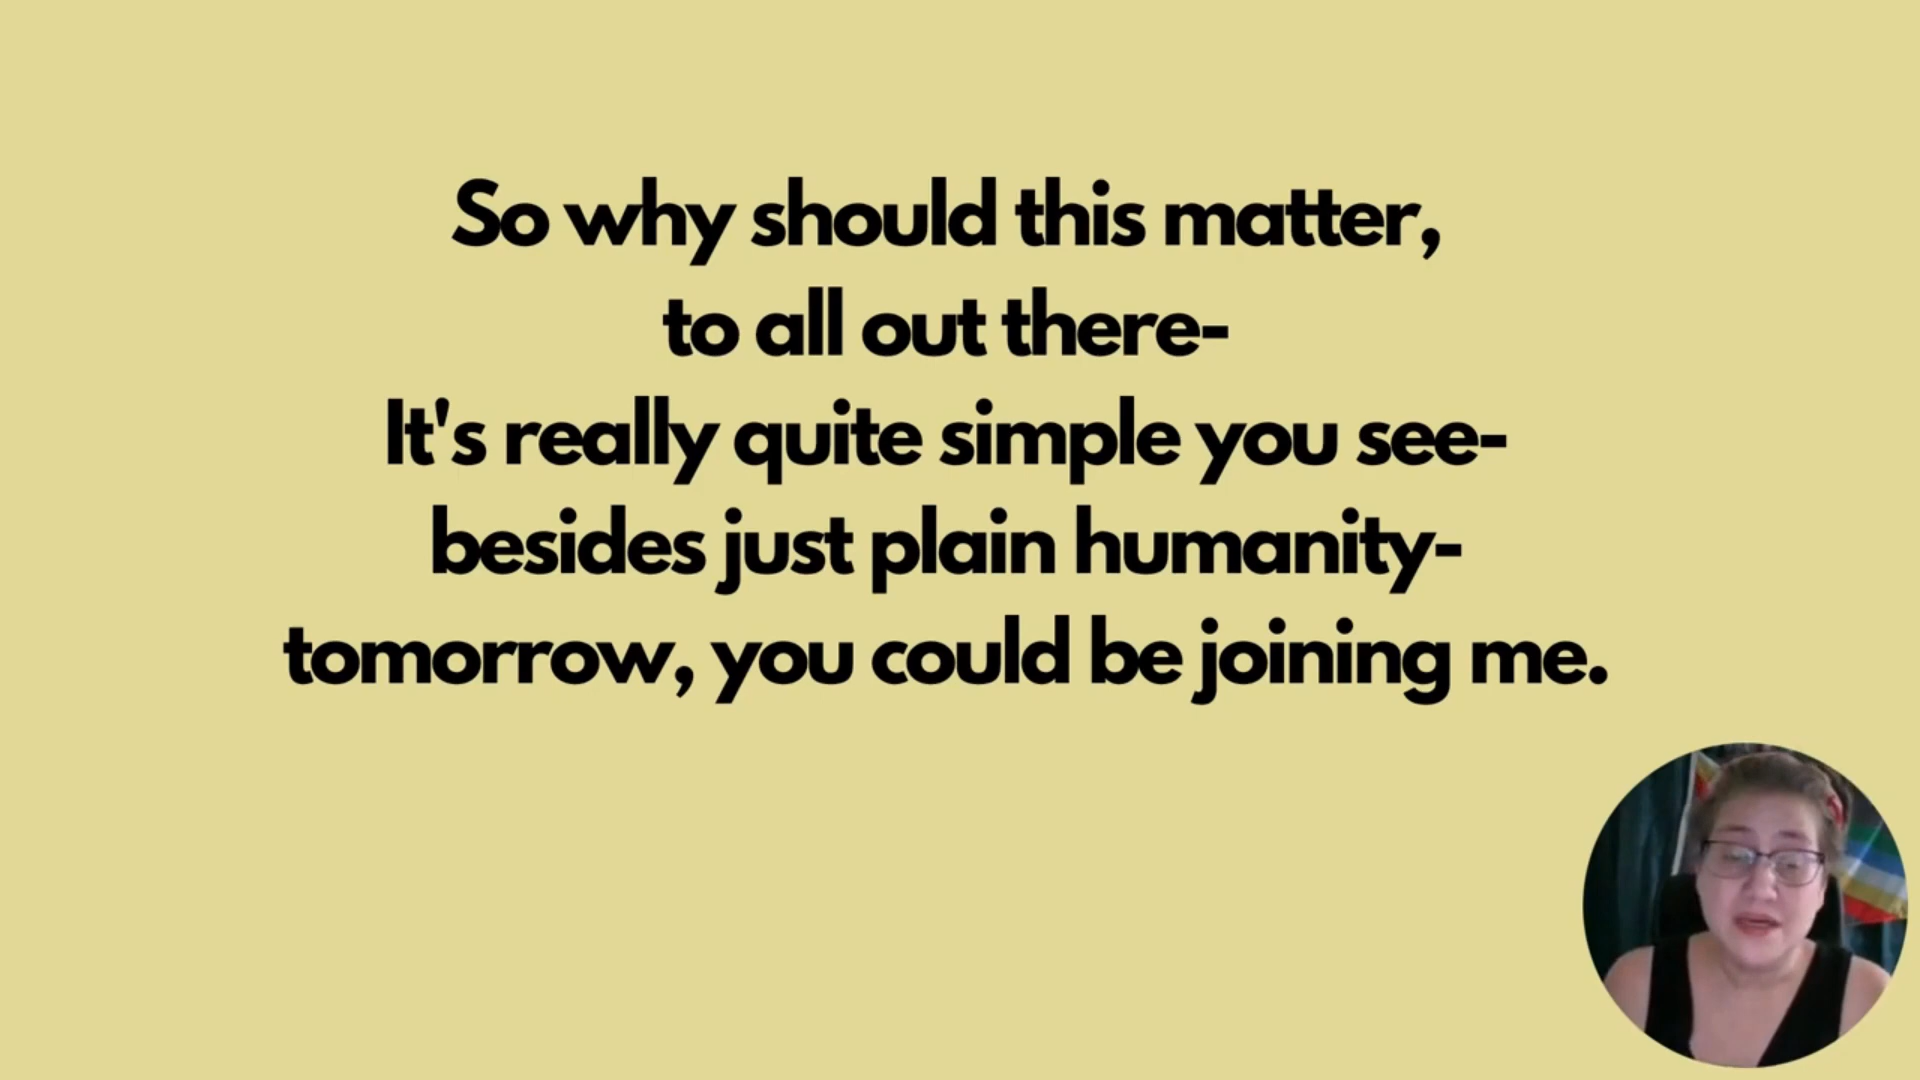 So why should this matter,
to all out there-
It's really quite simple you see-
besides just plain humanity-
tomorrow, you could be joining me.